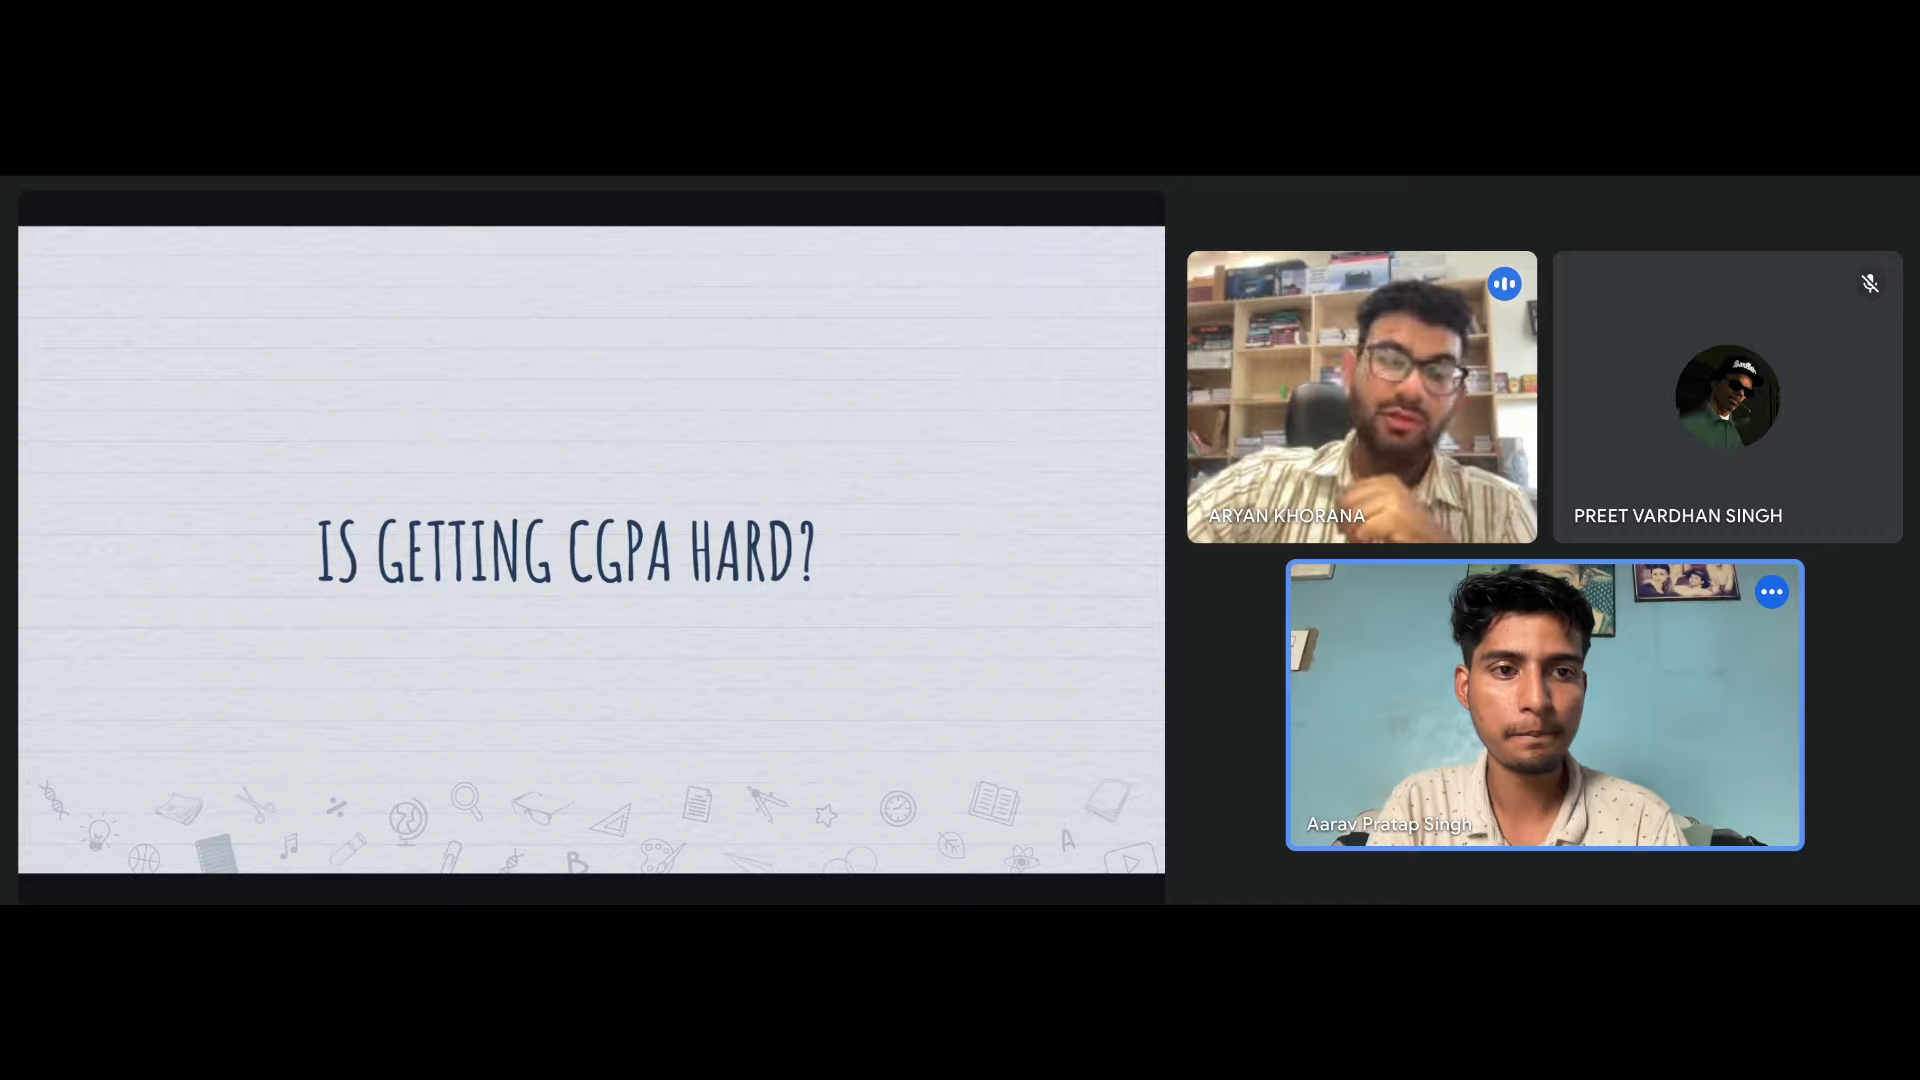 IS GETTING CGPA HARD?
ARYAN KHORANA
PREET VARDHAN SINGH
Aarav Pratap Singh
A
B